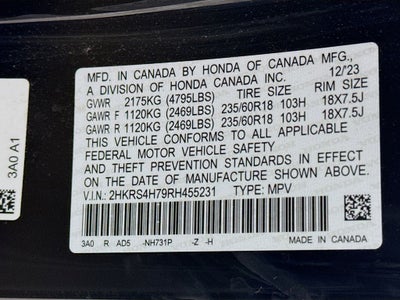 MFD. IN CANADA BY HONDA OF CANADA MFG.,
A DIVISION OF HONDA CANADA INC. 12/'23
GVWR 2175KG (4795LBS) TIRE SIZE RIM SIZE
GAWR F 1120KG (2469LBS) 235/60R18 103H 18X7.5J
GAWR R 1120KG (2469LBS) 235/60R18 103H 18X7.5J
THIS VEHICLE CONFORMS TO ALL APPLICABLE
FEDERAL MOTOR VEHICLE SAFETY
AND THEFT PREVENTION STANDARDS IN EFFECT
ON THE DATE OF MANUFACTURE SHOWN ABOVE.
V.I.N.: 2HKRS4H79RH455231 TYPE: MPV
3A0 R AD5 -NH731P -Z -H
MADE IN CANADA
3A0 A1